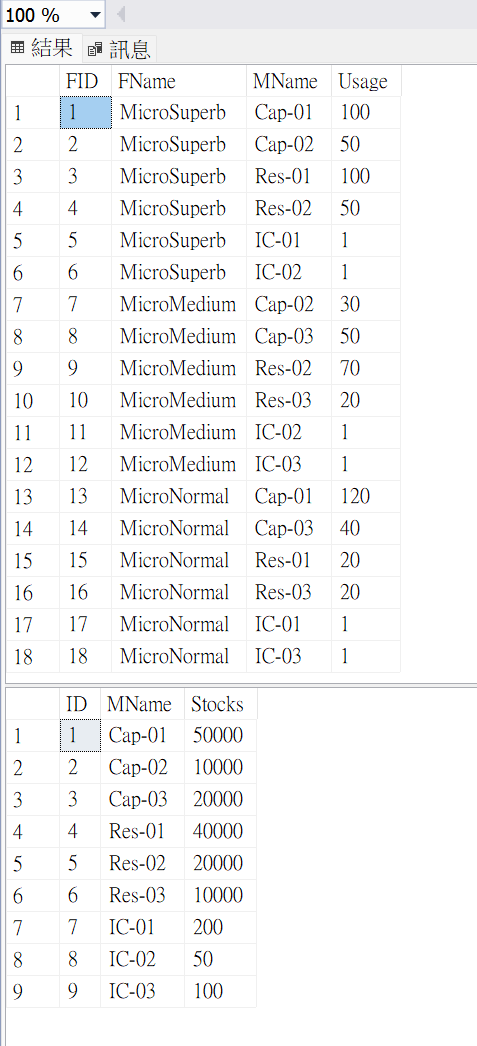 100 %
結果 訊息
FID FName MName Usage
1 1 MicroSuperb Cap-01 100
2 2 MicroSuperb Cap-02 50
3 3 MicroSuperb Res-01 100
4 4 MicroSuperb Res-02 50
5 5 MicroSuperb IC-01 1
6 6 MicroSuperb IC-02 1
7 7 MicroMedium Cap-02 30
8 8 MicroMedium Cap-03 50
9 9 MicroMedium Res-02 70
10 10 MicroMedium Res-03 20
11 11 MicroMedium IC-02 1
12 12 MicroMedium IC-03 1
13 13 MicroNormal Cap-01 120
14 14 MicroNormal Cap-03 40
15 15 MicroNormal Res-01 20
16 16 MicroNormal Res-03 20
17 17 MicroNormal IC-01 1
18 18 MicroNormal IC-03 1
ID MName Stocks
1 1 Cap-01 50000
2 2 Cap-02 10000
3 3 Cap-03 20000
4 4 Res-01 40000
5 5 Res-02 20000
6 6 Res-03 10000
7 7 IC-01 200
8 8 IC-02 50
9 9 IC-03 100